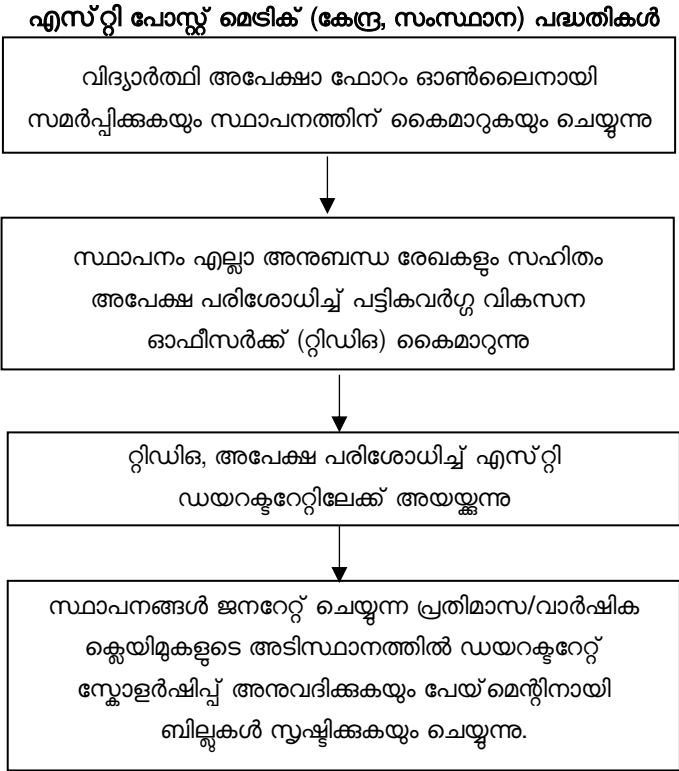 എസ്റ്റി പോസ്റ്റ് മെട്രിക് (കേന്ദ്ര, സംസ്ഥാന) പദ്ധതികൾ
വിദ്യാർത്ഥി അപേക്ഷാ ഫോറം ഓൺലൈനായി
സമർപ്പിക്കുകയും സ്ഥാപനത്തിന് കൈമാറുകയും ചെയ്യുന്നു
സ്ഥാപനം എല്ലാ അനുബന്ധ രേഖകളും സഹിതം
അപേക്ഷ പരിശോധിച്ച് പട്ടികവർഗ്ഗ വികസന
ഓഫീസർക്ക് (റ്റിഡിഒ) കൈമാറുന്നു
റ്റിഡിഒ, അപേക്ഷ പരിശോധിച്ച് എസ്റ്റി
ഡയറക്ടറേറ്റിലേക്ക് അയയ്ക്കുന്നു
സ്ഥാപനങ്ങൾ ജനറേറ്റ് ചെയ്യുന്ന പ്രതിമാസ/വാർഷിക
ക്ലെയിമുകളുടെ അടിസ്ഥാനത്തിൽ ഡയറക്ടറേറ്റ്
സ്കോളർഷിപ്പ് അനുവദിക്കുകയും പേയ്മെന്റിനായി
ബില്ലുകൾ സൃഷ്ടിക്കുകയും ചെയ്യുന്നു.